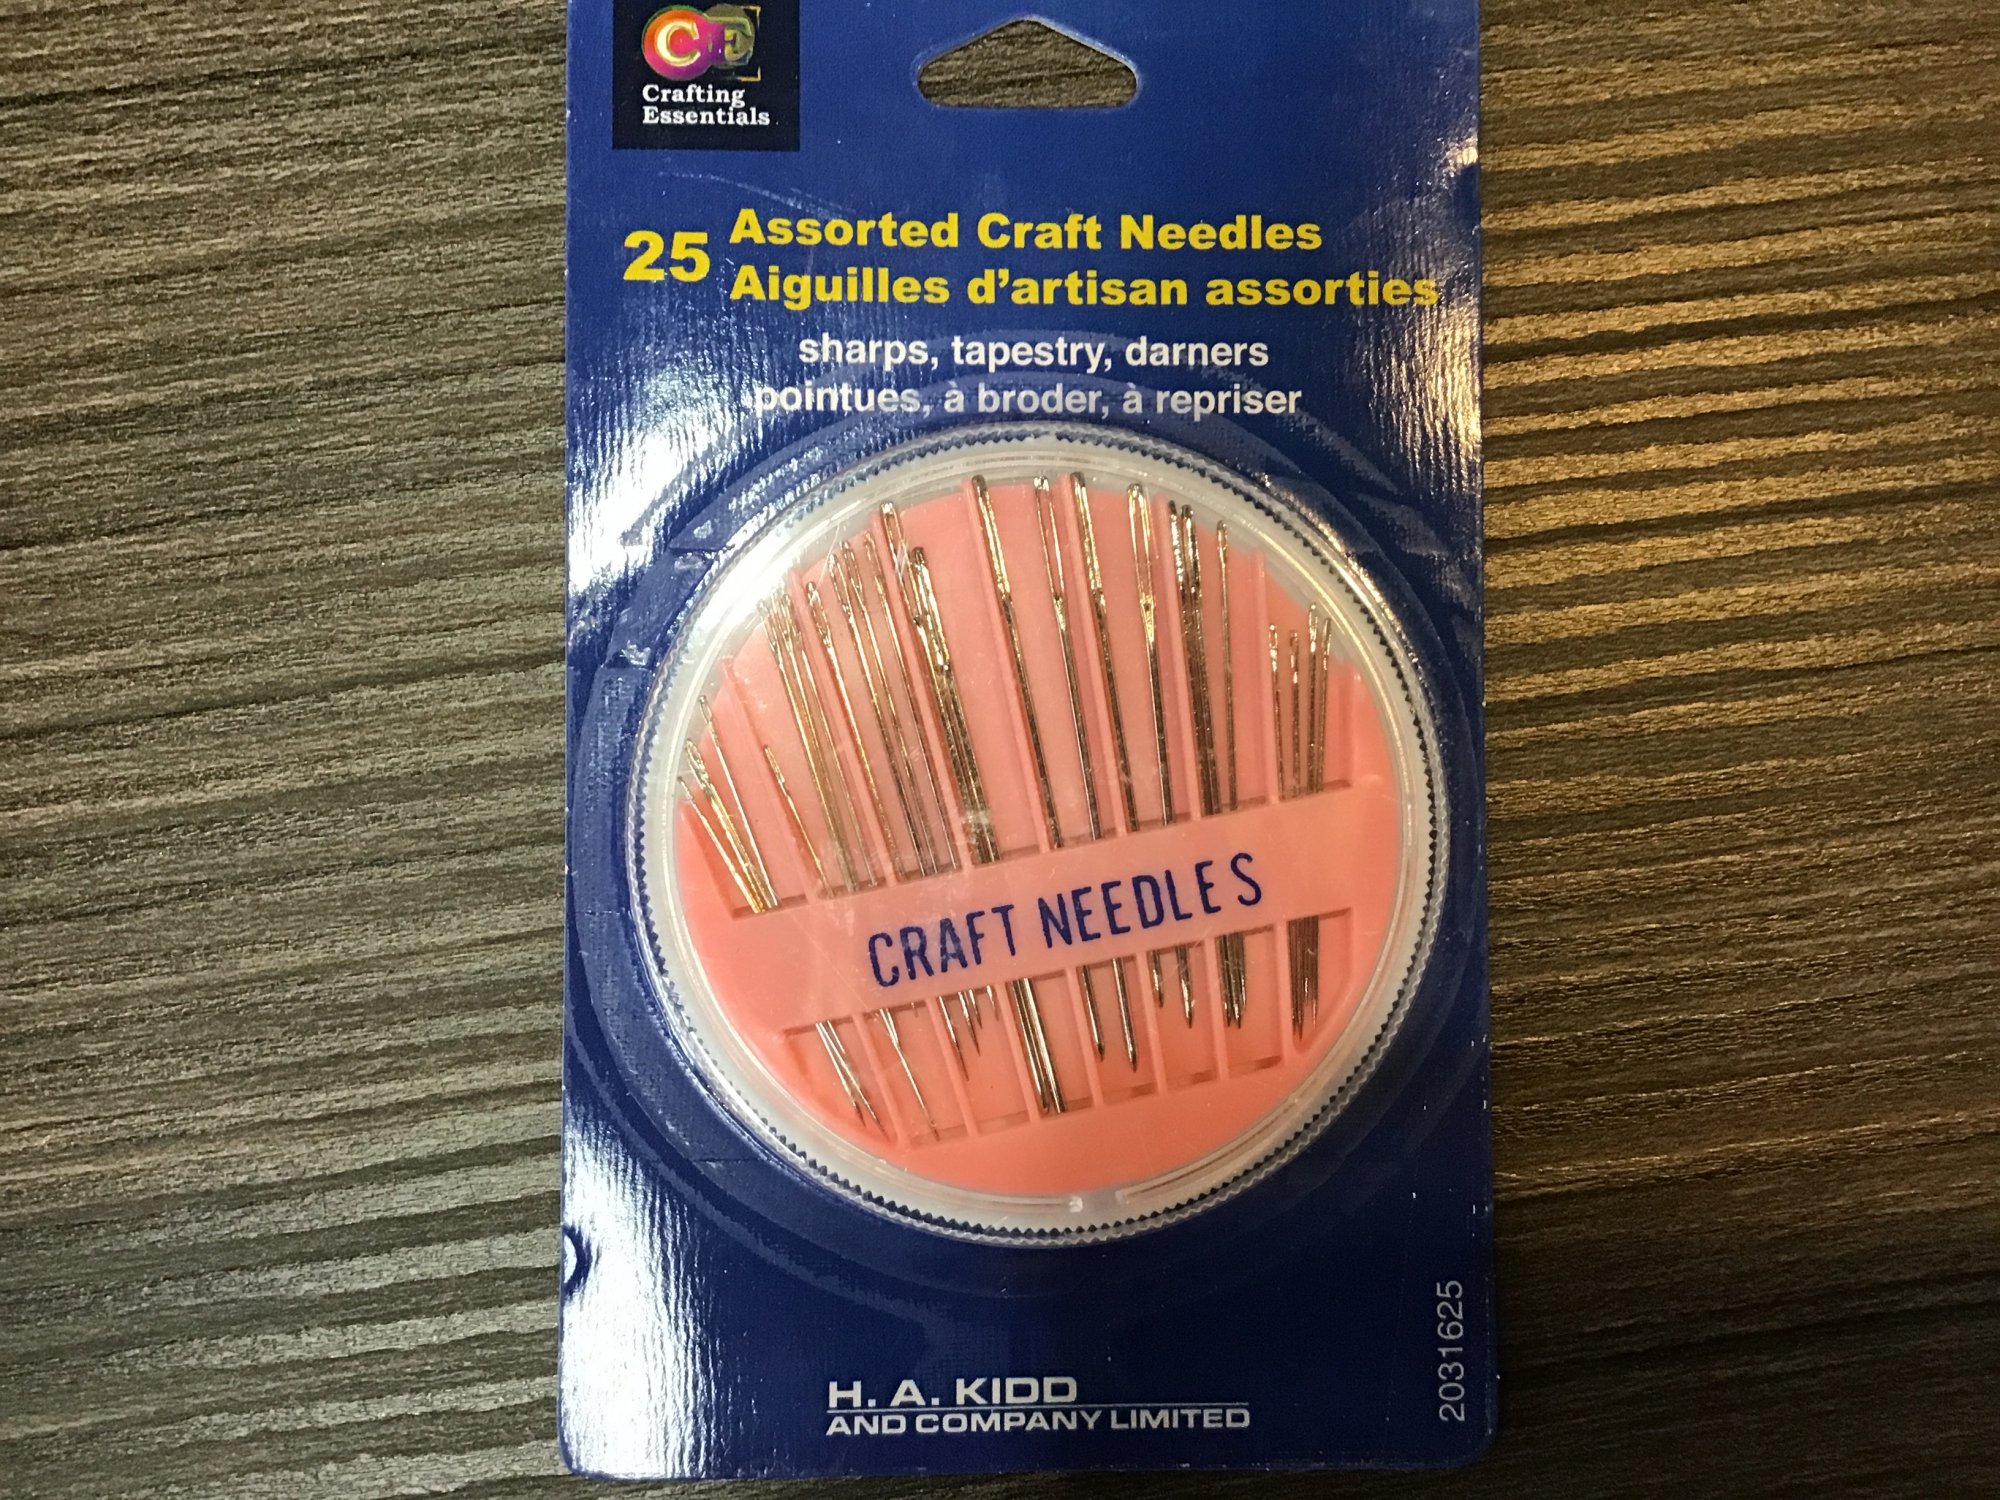 CE
Crafting
Essentials
25 Assorted Craft Needles
Aiguilles d'artisan assorties
sharps, tapestry, darners
pointues, à broder, à repriser
CRAFT NEEDLES
H. A. KIDD
AND COMPANY LIMITED
2031625